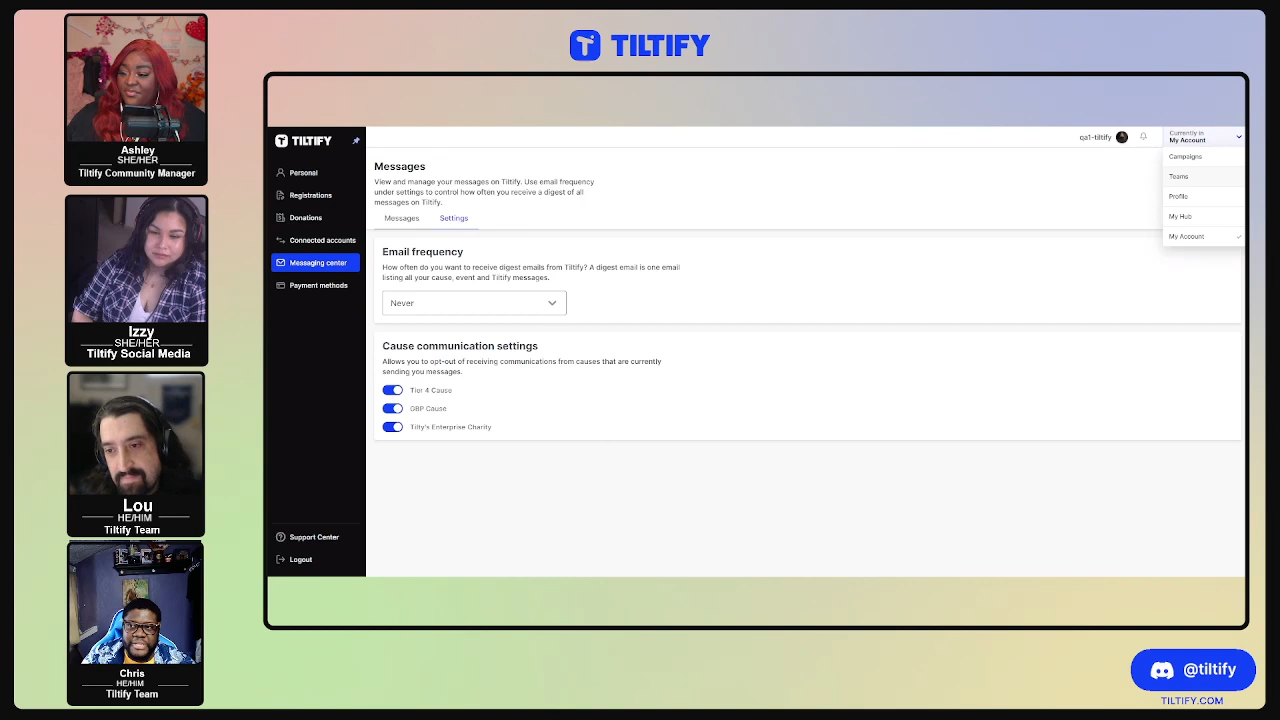 TILTIFY
Ashley
SHE/HER
Tiltify Community Manager
Izzy
SHE/HER
Tiltify Social Media
Lou
HE/HIM
Tiltify Team
Chris
HE/HIM
Tiltify Team
TILTIFY
Personal
Registrations
Donations
Connected accounts
Messaging center
Payment methods
Support Center
Logout
qa1-tiltify
Currently in
My Account
Campaigns
Teams
Profile
My Hub
My Account
Messages
View and manage your messages on Tiltify. Use email frequency
under settings to control how often you receive a digest of all
messages on Tiltify.
Messages Settings
Email frequency
How often do you want to receive digest emails from Tiltify? A digest email is one email
listing all your cause, event and Tiltify messages.
Never
Cause communication settings
Allows you to opt-out of receiving communications from causes that are currently
sending you messages.
Tier 4 Cause
GBP Cause
Tilty's Enterprise Charity
@tiltify
TILTIFY.COM